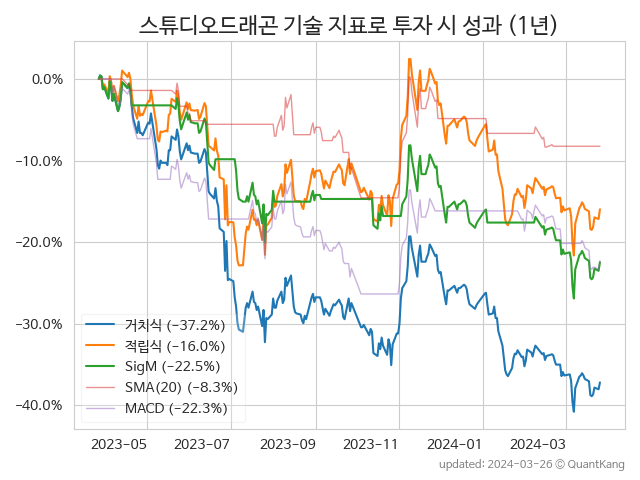 스튜디오드래곤 기술 지표로 투자 시 성과 (1년)
0.0%
−10.0%
−20.0%
−30.0%
−40.0%
거치식 (−37.2%)
적립식 (−16.0%)
SigM (−22.5%)
SMA(20) (−8.3%)
MACD (−22.3%)
2023−05 2023−07 2023−09 2023−11 2024−01 2024−03
updated: 2024-03-26 © QuantKang